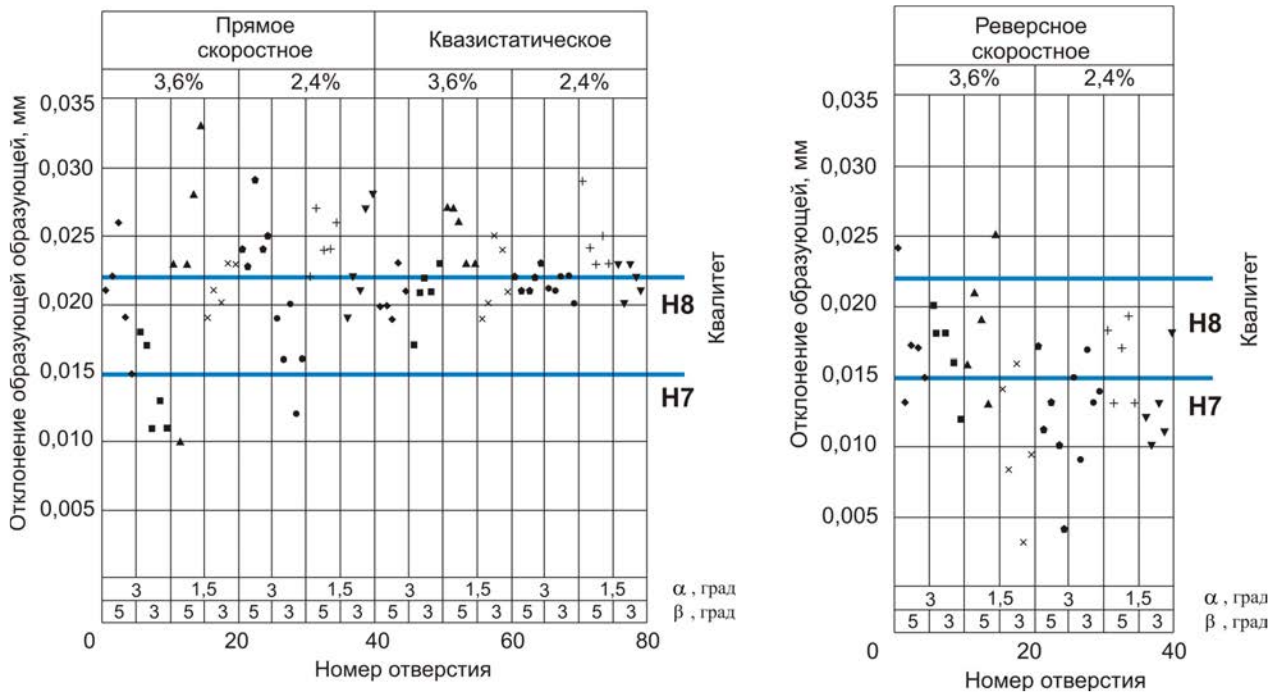 Прямое
скоростное
Квазистатическое
3,6% 2,4% 3,6% 2,4%
Отклонение образующей образующей, мм
0,035
0,030
0,025
0,020
0,015
0,010
0,005
H8
H7
Квалитет
3 1,5 3 1,5 3 1,5 3 1,5 α , град
5 3 5 3 5 3 5 3 5 3 5 3 5 3 5 3 β , град
0 20 40 60 80
Номер отверстия
Реверсное
скоростное
3,6% 2,4%
Отклонение образующей, мм
0,035
0,030
0,025
0,020
0,015
0,010
0,005
H8
H7
Квалитет
3 1,5 3 1,5 α , град
5 3 5 3 5 3 5 3 β , град
0 20 40
Номер отверстия